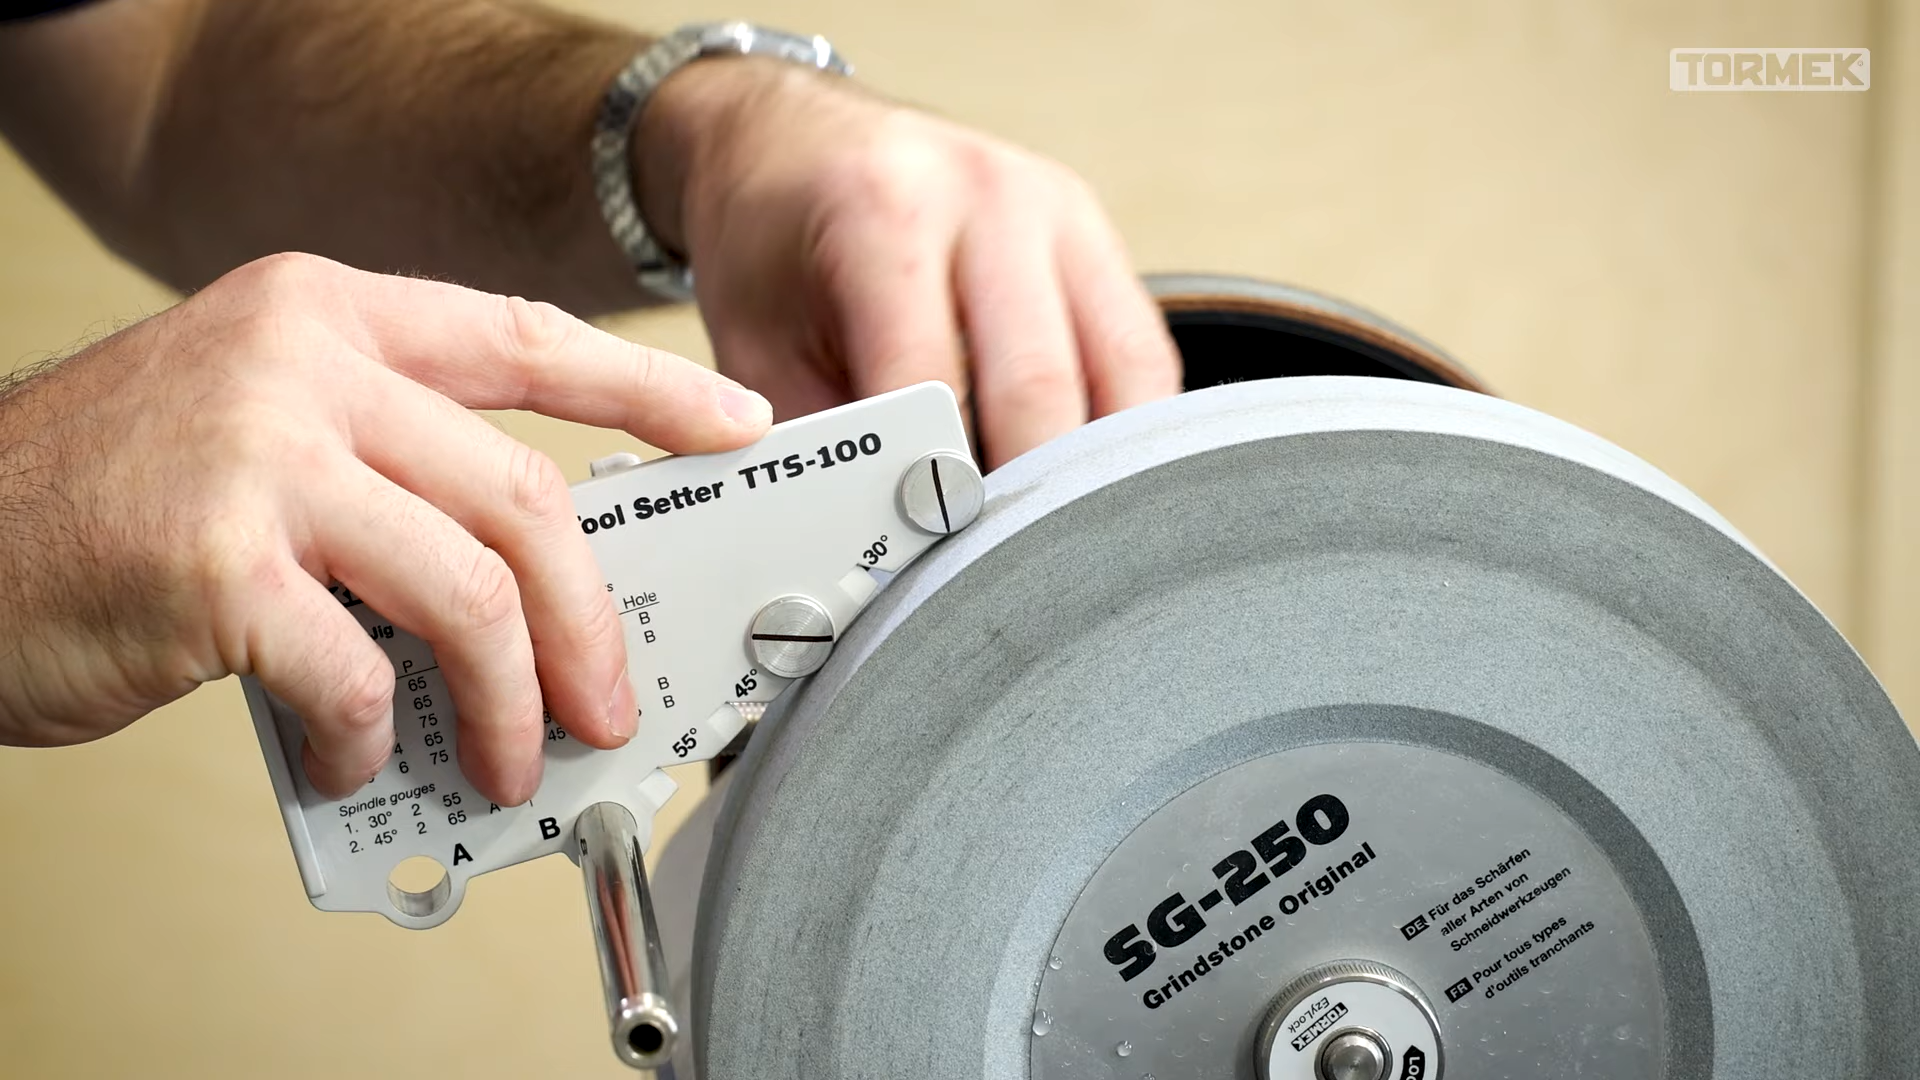 TORMEK
Tool Setter TTS-100
30°
45°
55°
Hole
B
B
B
B
Jig
P
65
65
75
4 65
6 75
45
Spindle gouges
1. 30° 2 55 A
2. 45° 2 65
A
B
SG-250
Grindstone Original
DE Für das Schärfen
aller Arten von
Schneidwerkzeugen
FR Pour tous types
d'outils tranchants
TORMEK
EzyLock